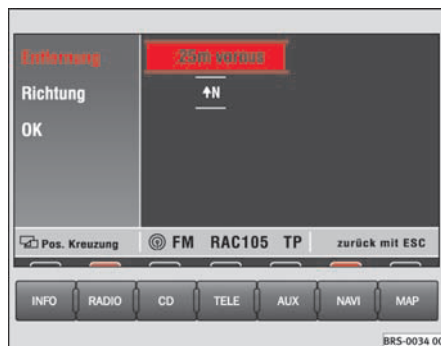 Entfernung 25m voraus
Richtung ↑N
OK
Pos. Kreuzung FM RAC105 TP zurück mit ESC
INFO RADIO CD TELE AUX NAVI MAP
BRS-0034 00